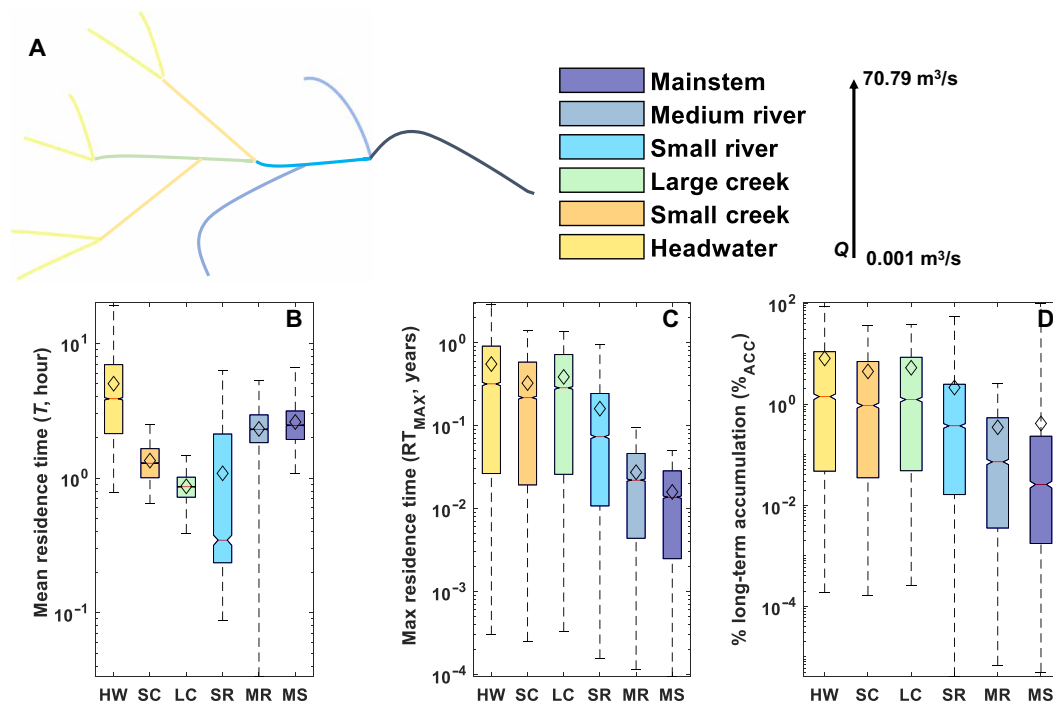 A
Mainstem
Medium river
Small river
Large creek
Small creek
Headwater
70.79 m³/s
Q
0.001 m³/s
B
Mean residence time (T, hour)
10¹
10⁰
10⁻¹
HW SC LC SR MR MS
C
Max residence time (RT_MAX, years)
10⁰
10⁻¹
10⁻²
10⁻³
10⁻⁴
HW SC LC SR MR MS
D
% long-term accumulation (%_ACC)
10²
10⁰
10⁻²
10⁻⁴
HW SC LC SR MR MS